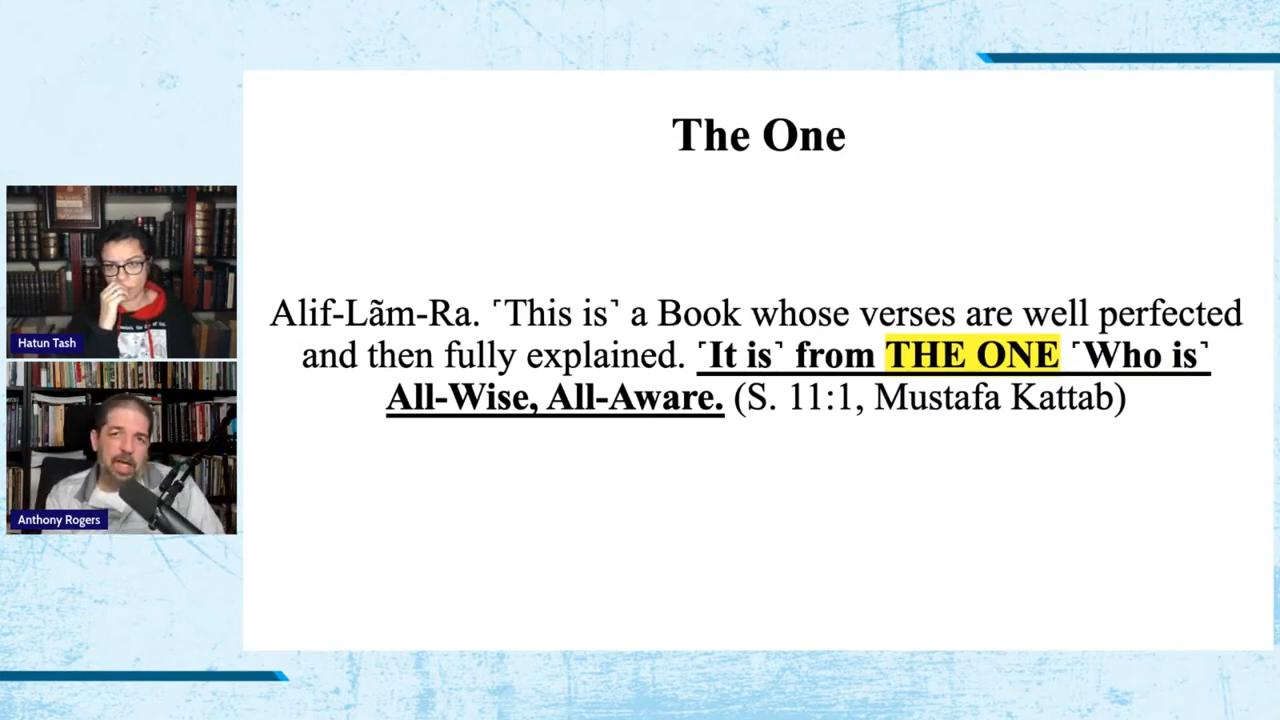 The One
Alif-Lãm-Ra. ˹This is˺ a Book whose verses are well perfected
and then fully explained. ˹It is˺ from THE ONE ˹Who is˺
All-Wise, All-Aware. (S. 11:1, Mustafa Kattab)
Hatun Tash
Anthony Rogers